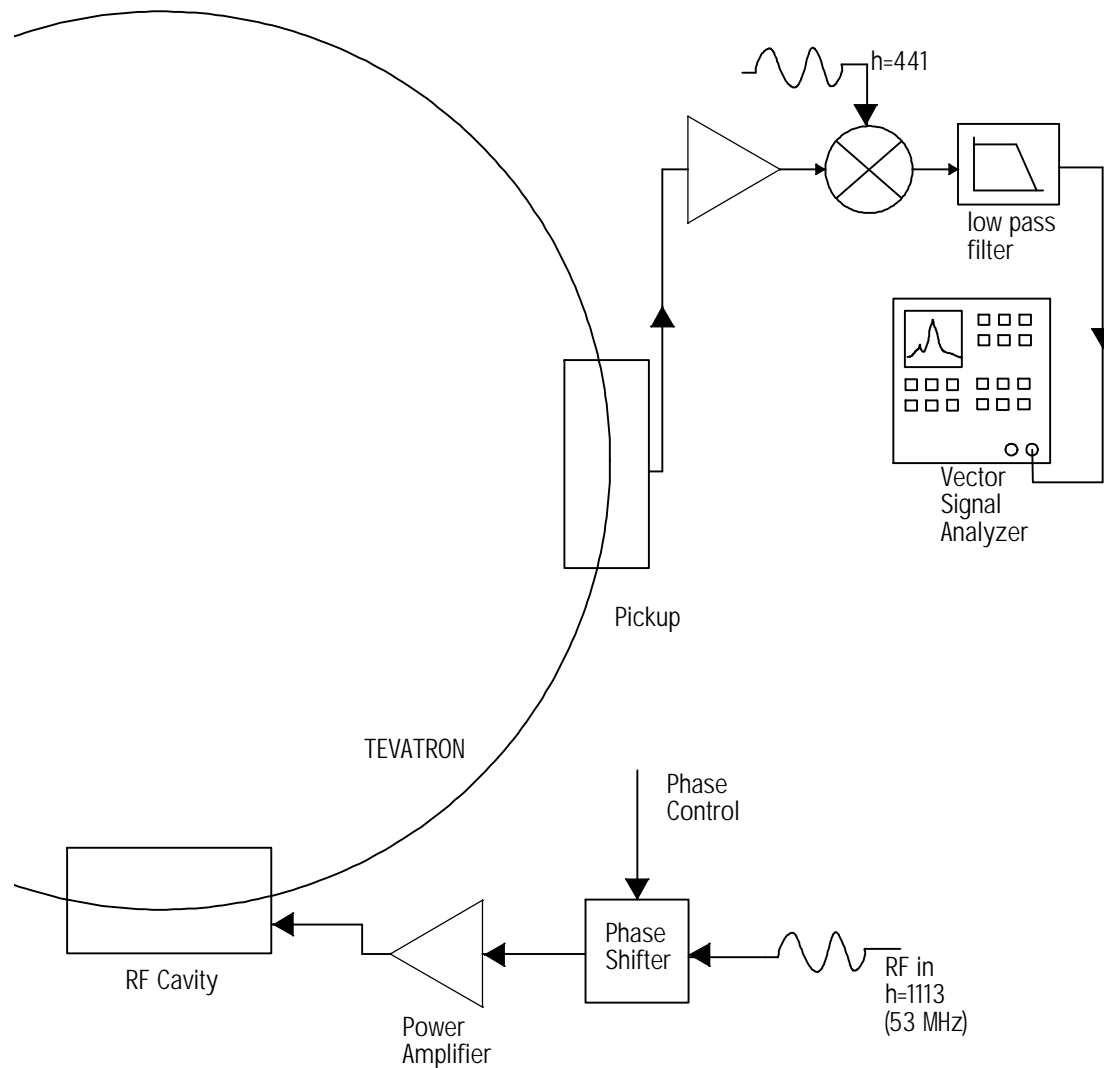 h=441
low pass
filter
Vector
Signal
Analyzer
Pickup
TEVATRON
Phase
Control
Phase
Shifter
RF in
h=1113
(53 MHz)
RF Cavity
Power
Amplifier